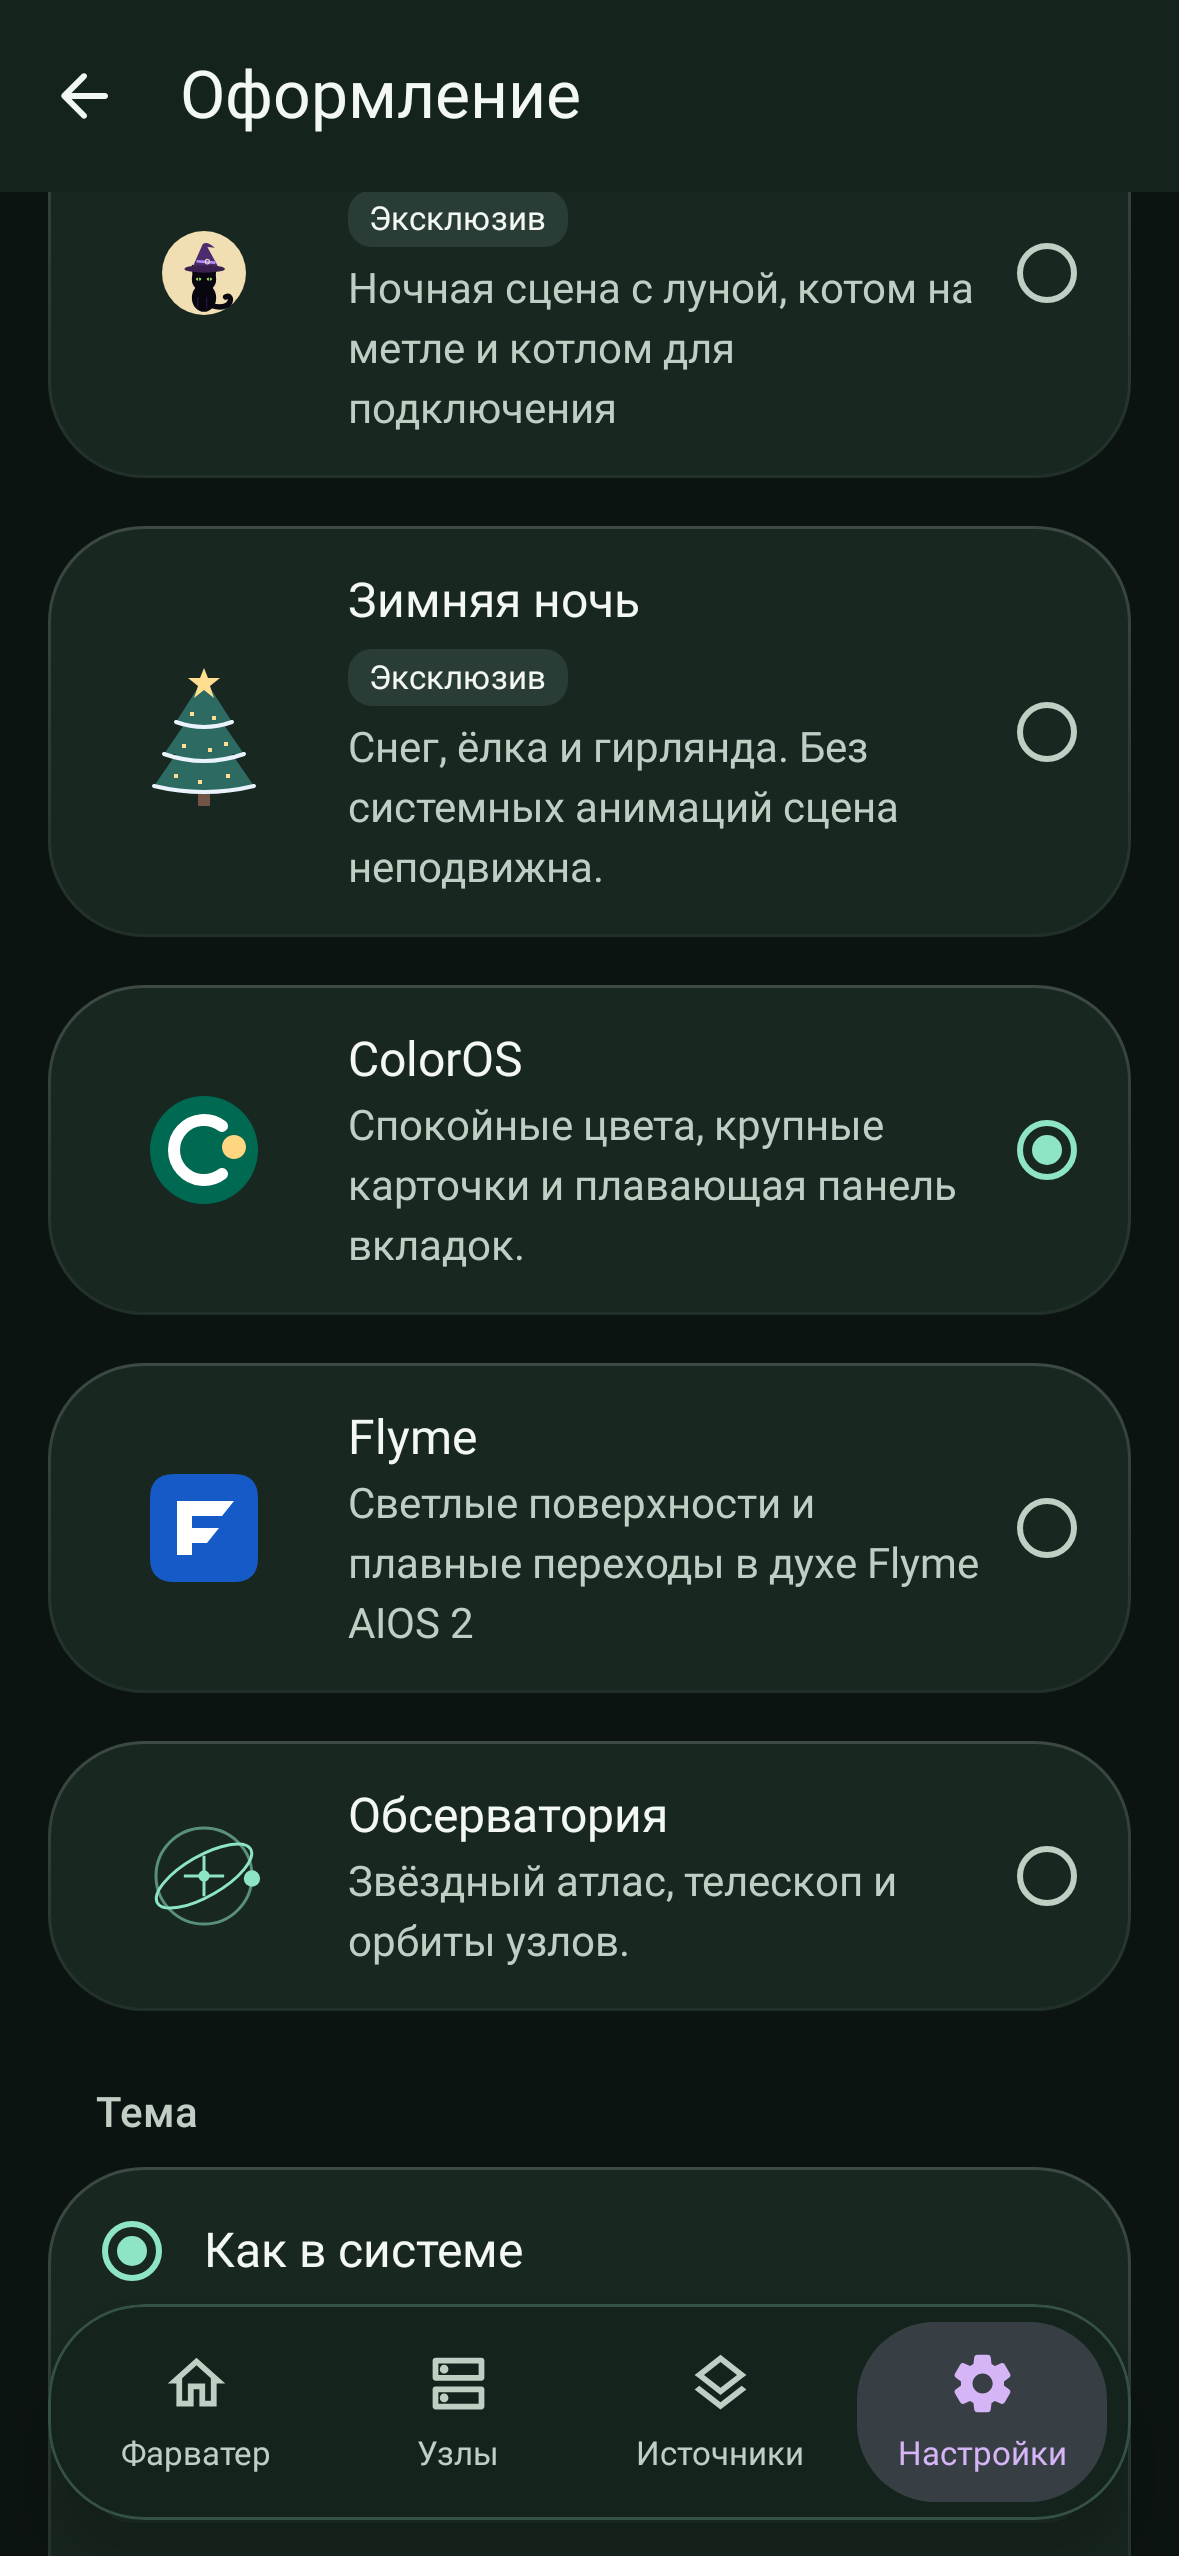 Оформление
Эксклюзив
Ночная сцена с луной, котом на
метле и котлом для
подключения
Зимняя ночь
Эксклюзив
Снег, ёлка и гирлянда. Без
системных анимаций сцена
неподвижна.
ColorOS
Спокойные цвета, крупные
карточки и плавающая панель
вкладок.
Flyme
Светлые поверхности и
плавные переходы в духе Flyme
AIOS 2
Обсерватория
Звёздный атлас, телескоп и
орбиты узлов.
Тема
Как в системе
Фарватер
Узлы
Источники
Настройки